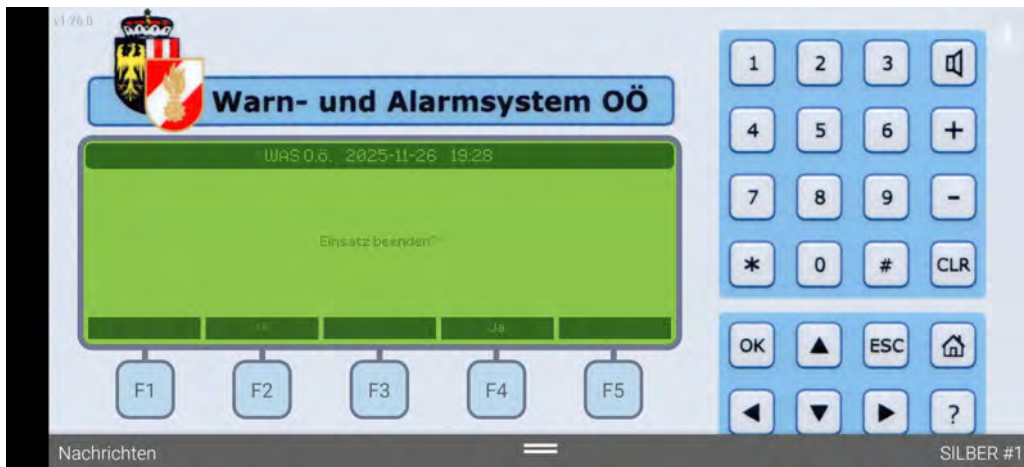 v1.26.8
Warn- und Alarmsystem OÖ
WAS O.Ö. 2025-11-26 19:28
Einsatz beenden?
Ja
F1 F2 F3 F4 F5
1 2 3
4 5 6 +
7 8 9 -
* 0 # CLR
OK ▲ ESC
◀ ▼ ▶ ?
Nachrichten
SILBER #1